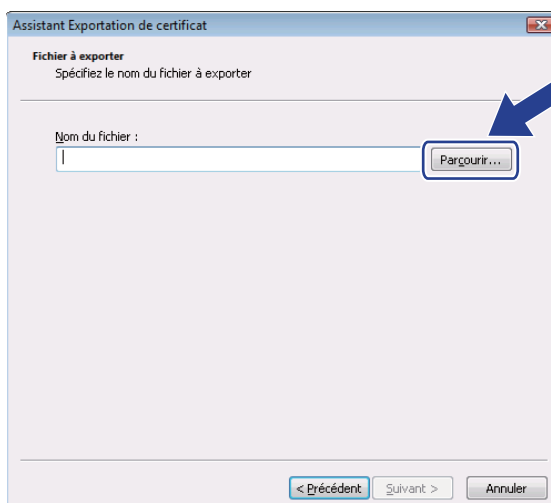 Assistant Exportation de certificat
Fichier à exporter
Spécifiez le nom du fichier à exporter
Nom du fichier :
Parcourir...
< Précédent
Suivant >
Annuler